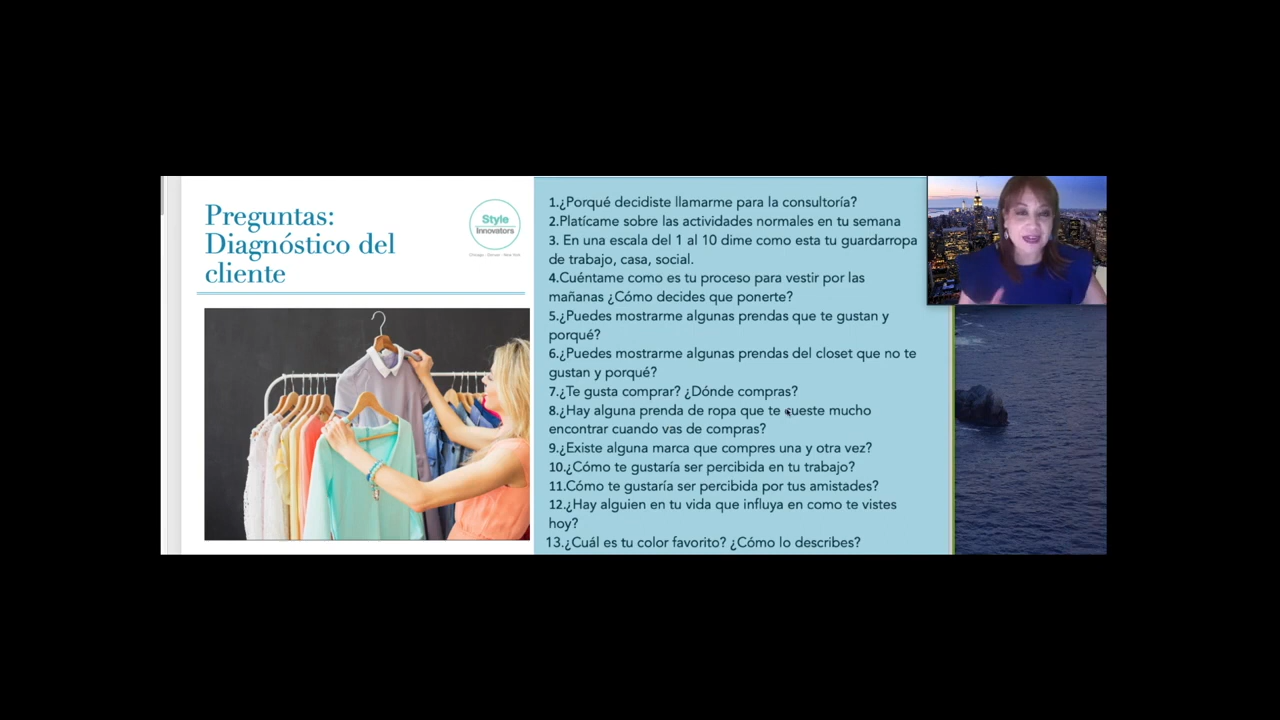 Preguntas:
Diagnóstico del
cliente
Style
Innovators
Chicago - Denver - New York
1.¿Porqué decidiste llamarme para la consultoría?
2.Platícame sobre las actividades normales en tu semana
3. En una escala del 1 al 10 dime como esta tu guardarropa
de trabajo, casa, social.
4.Cuéntame como es tu proceso para vestir por las
mañanas ¿Cómo decides que ponerte?
5.¿Puedes mostrarme algunas prendas que te gustan y
porqué?
6.¿Puedes mostrarme algunas prendas del closet que no te
gustan y porqué?
7.¿Te gusta comprar? ¿Dónde compras?
8.¿Hay alguna prenda de ropa que te cueste mucho
encontrar cuando vas de compras?
9.¿Existe alguna marca que compres una y otra vez?
10.¿Cómo te gustaría ser percibida en tu trabajo?
11.Cómo te gustaría ser percibida por tus amistades?
12.¿Hay alguien en tu vida que influya en como te vistes
hoy?
13.¿Cuál es tu color favorito? ¿Cómo lo describes?